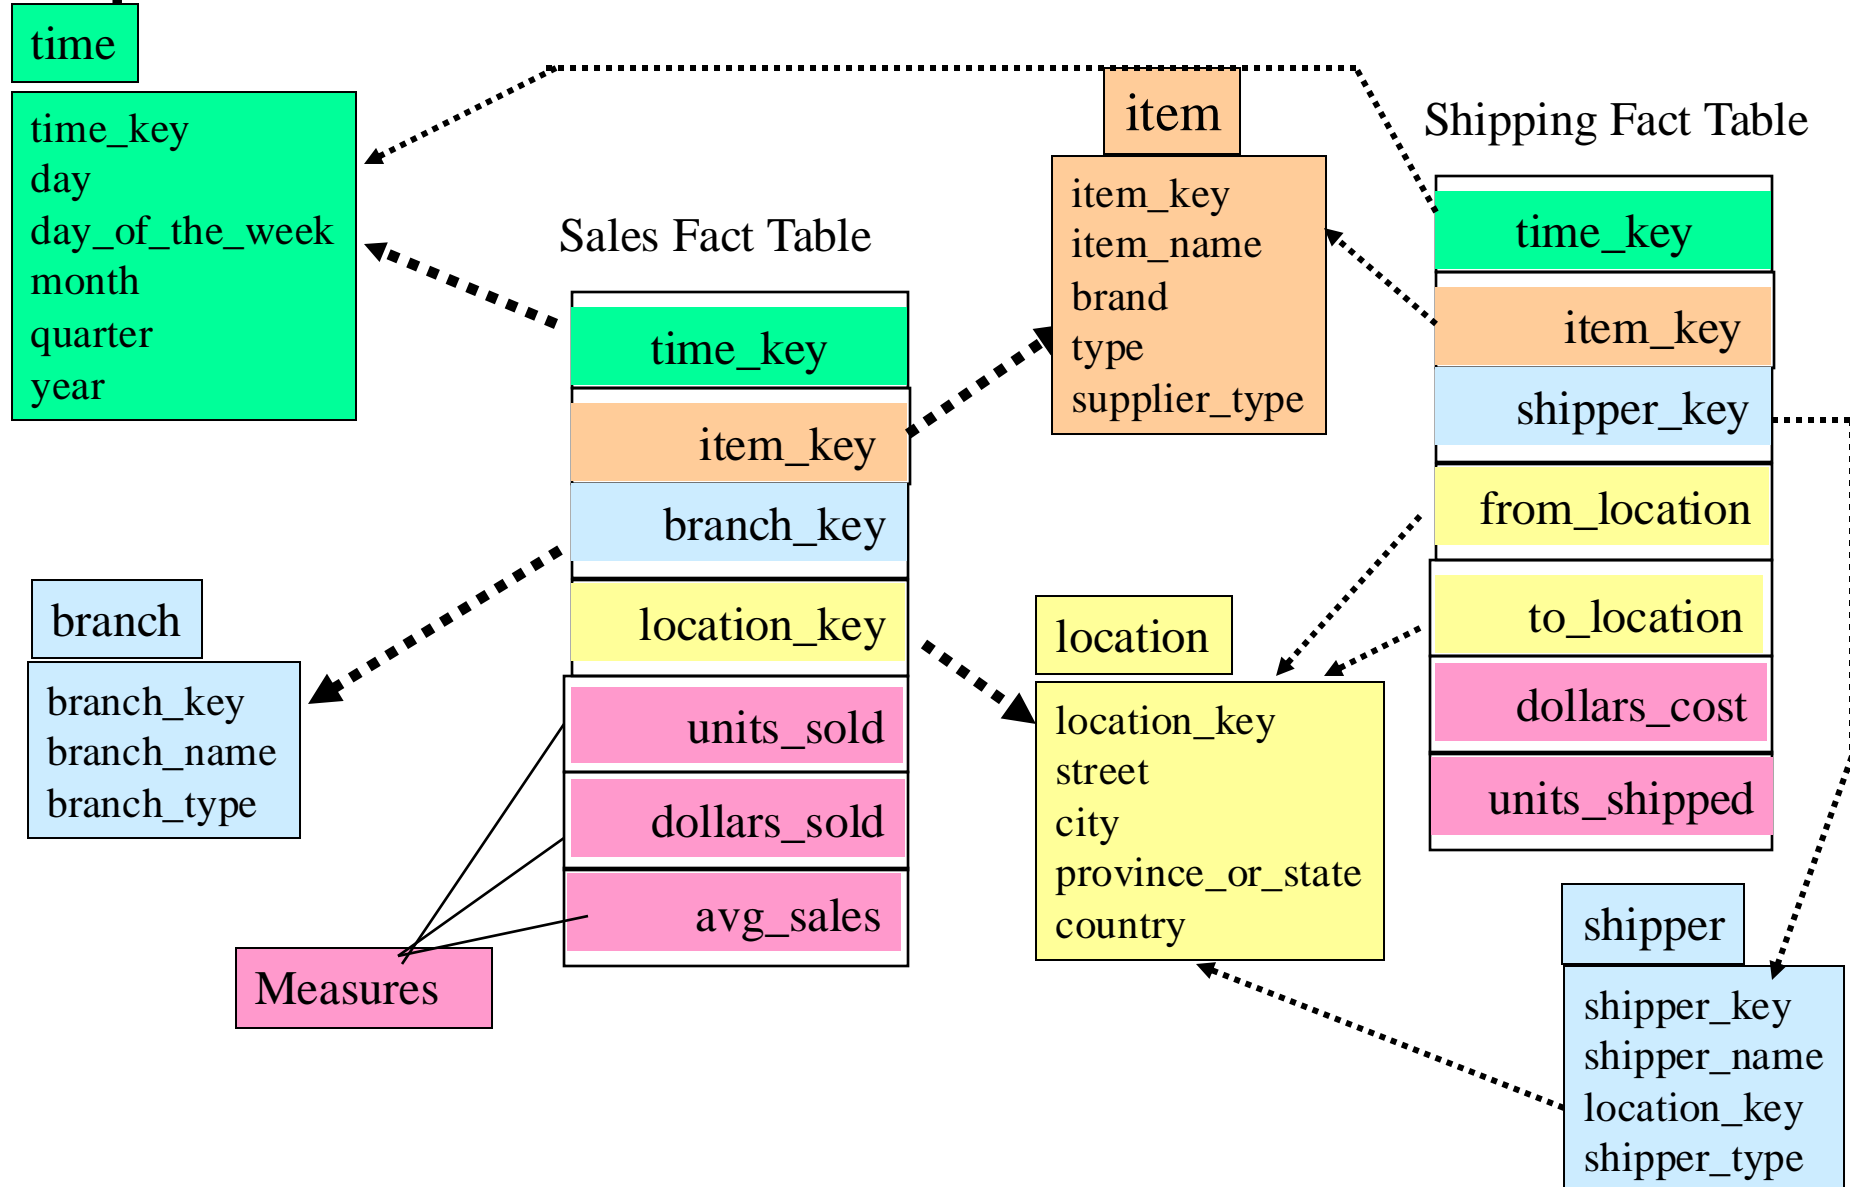 time
time_key
day
day_of_the_week
month
quarter
year
Sales Fact Table
time_key
item_key
branch_key
location_key
units_sold
dollars_sold
avg_sales
Measures
branch
branch_key
branch_name
branch_type
item
item_key
item_name
brand
type
supplier_type
location
location_key
street
city
province_or_state
country
Shipping Fact Table
time_key
item_key
shipper_key
from_location
to_location
dollars_cost
units_shipped
shipper
shipper_key
shipper_name
location_key
shipper_type